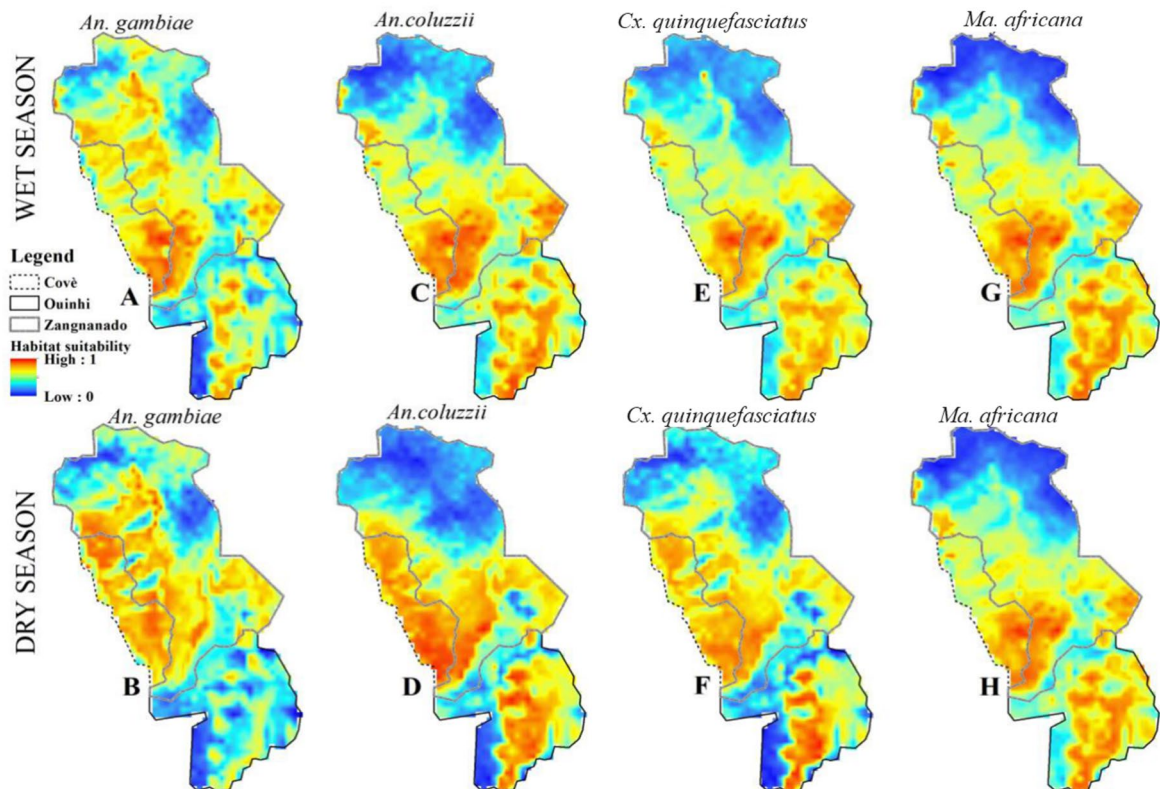 An. gambiae
An.coluzzii
Cx. quinquefasciatus
Ma. africana
WET SEASON
Legend
Covè
Ouinhi
Zangnanado
Habitat suitability
High : 1
Low : 0
A
C
E
G
An. gambiae
An.coluzzii
Cx. quinquefasciatus
Ma. africana
DRY SEASON
B
D
F
H